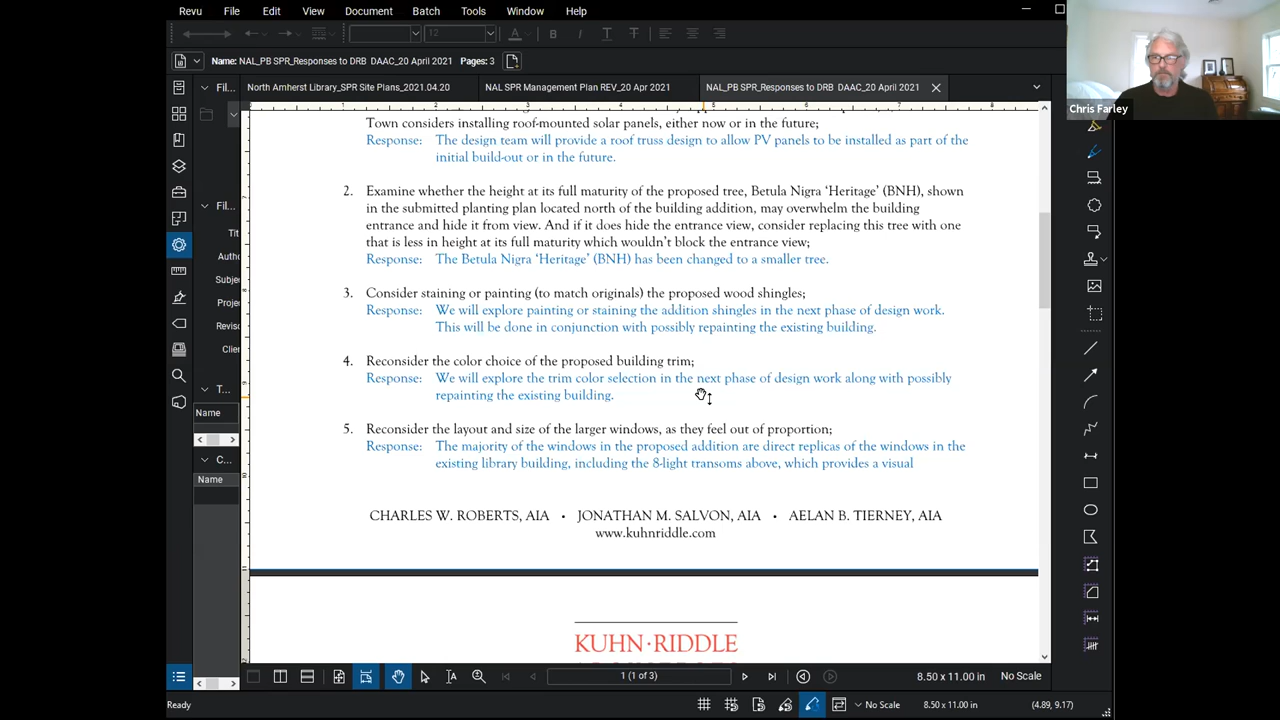 Revu File Edit View Document Batch Tools Window Help
12
Name: NAL_PB SPR_Responses to DRB DAAC_20 April 2021 Pages: 3
Fil...
North Amherst Library_SPR Site Plans_2021.04.20
NAL SPR Management Plan REV_20 Apr 2021
NAL_PB SPR_Responses to DRB DAAC_20 April 2021
Chris Farley
Town considers installing roof-mounted solar panels, either now or in the future;
Response: The design team will provide a roof truss design to allow PV panels to be installed as part of the
initial build-out or in the future.
2. Examine whether the height at its full maturity of the proposed tree, Betula Nigra ‘Heritage’ (BNH), shown
in the submitted planting plan located north of the building addition, may overwhelm the building
entrance and hide it from view. And if it does hide the entrance view, consider replacing this tree with one
that is less in height at its full maturity which wouldn’t block the entrance view;
Response: The Betula Nigra ‘Heritage’ (BNH) has been changed to a smaller tree.
3. Consider staining or painting (to match originals) the proposed wood shingles;
Response: We will explore painting or staining the addition shingles in the next phase of design work.
This will be done in conjunction with possibly repainting the existing building.
4. Reconsider the color choice of the proposed building trim;
Response: We will explore the trim color selection in the next phase of design work along with possibly
repainting the existing building.
5. Reconsider the layout and size of the larger windows, as they feel out of proportion;
Response: The majority of the windows in the proposed addition are direct replicas of the windows in the
existing library building, including the 8-light transoms above, which provides a visual
CHARLES W. ROBERTS, AIA • JONATHAN M. SALVON, AIA • AELAN B. TIERNEY, AIA
www.kuhnriddle.com
KUHN·RIDDLE
Fil...
Tit
Autho
Subje
Proje
Revis
Clier
T...
Name
C...
Name
1 (1 of 3)
8.50 x 11.00 in
No Scale
Ready
No Scale
8.50 x 11.00 in
(4.89, 9.17)